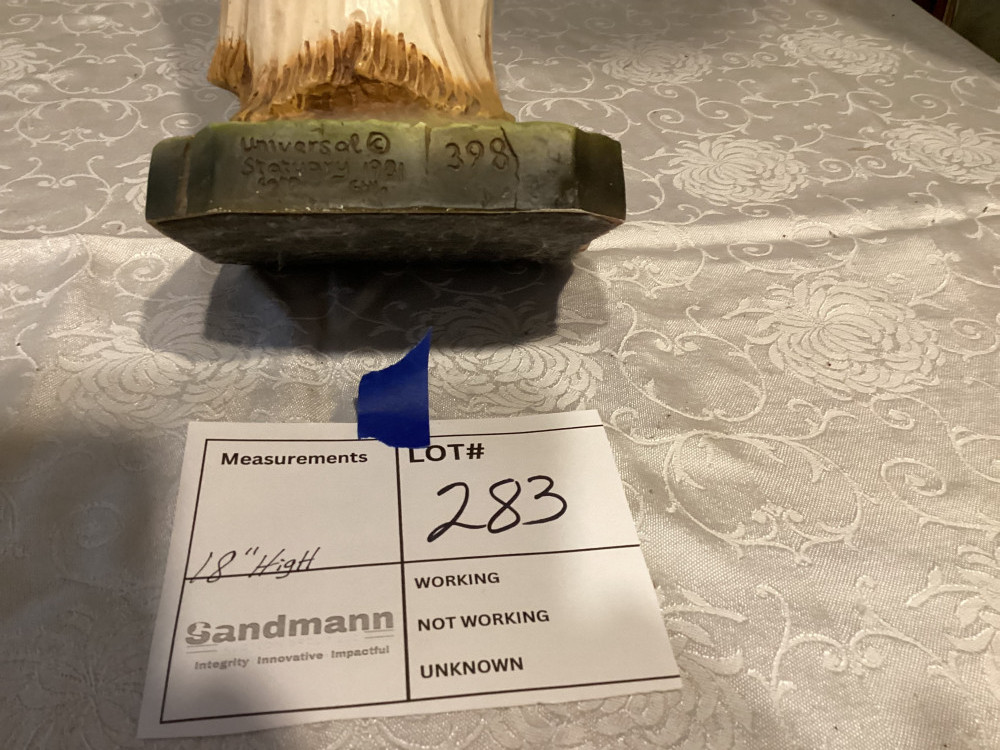 Universal ©
Statuary 1981
398
Measurements
18" HigH
LOT#
283
WORKING
NOT WORKING
UNKNOWN
Sandmann
Integrity Innovative Impactful